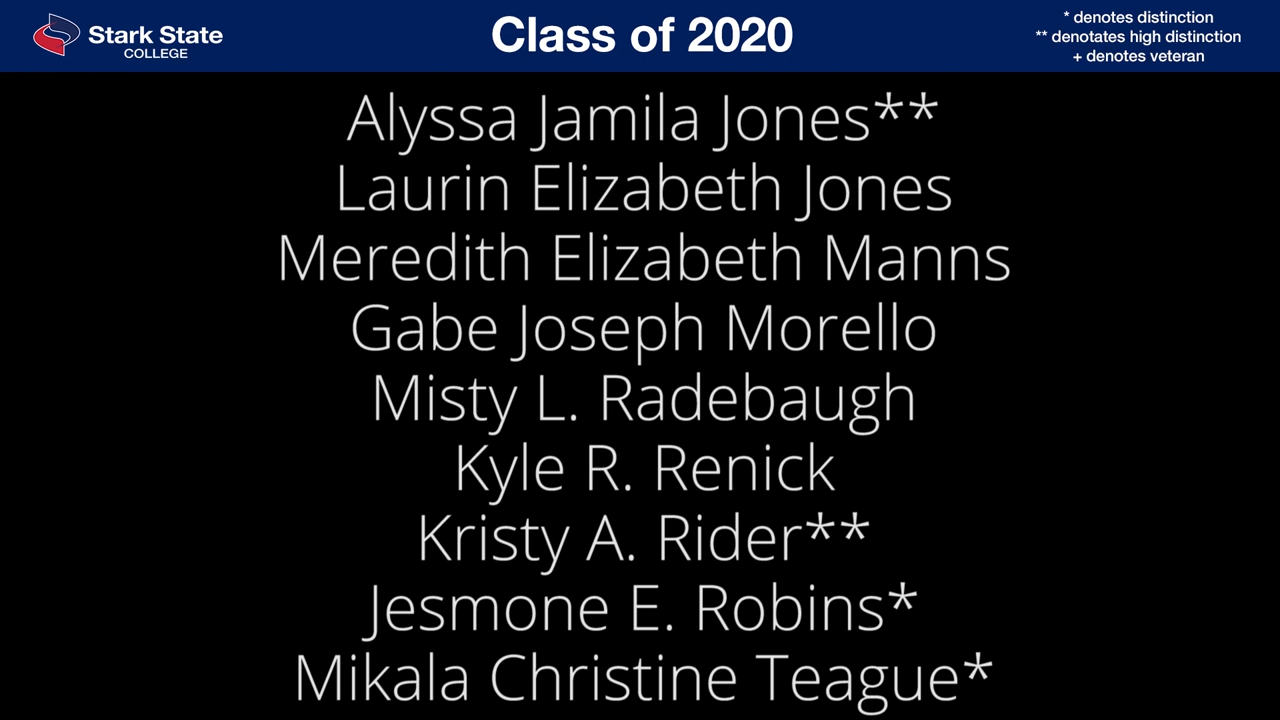 Stark State
COLLEGE
Class of 2020
* denotes distinction
** denotates high distinction
+ denotes veteran
Alyssa Jamila Jones**
Laurin Elizabeth Jones
Meredith Elizabeth Manns
Gabe Joseph Morello
Misty L. Radebaugh
Kyle R. Renick
Kristy A. Rider**
Jesmone E. Robins*
Mikala Christine Teague*